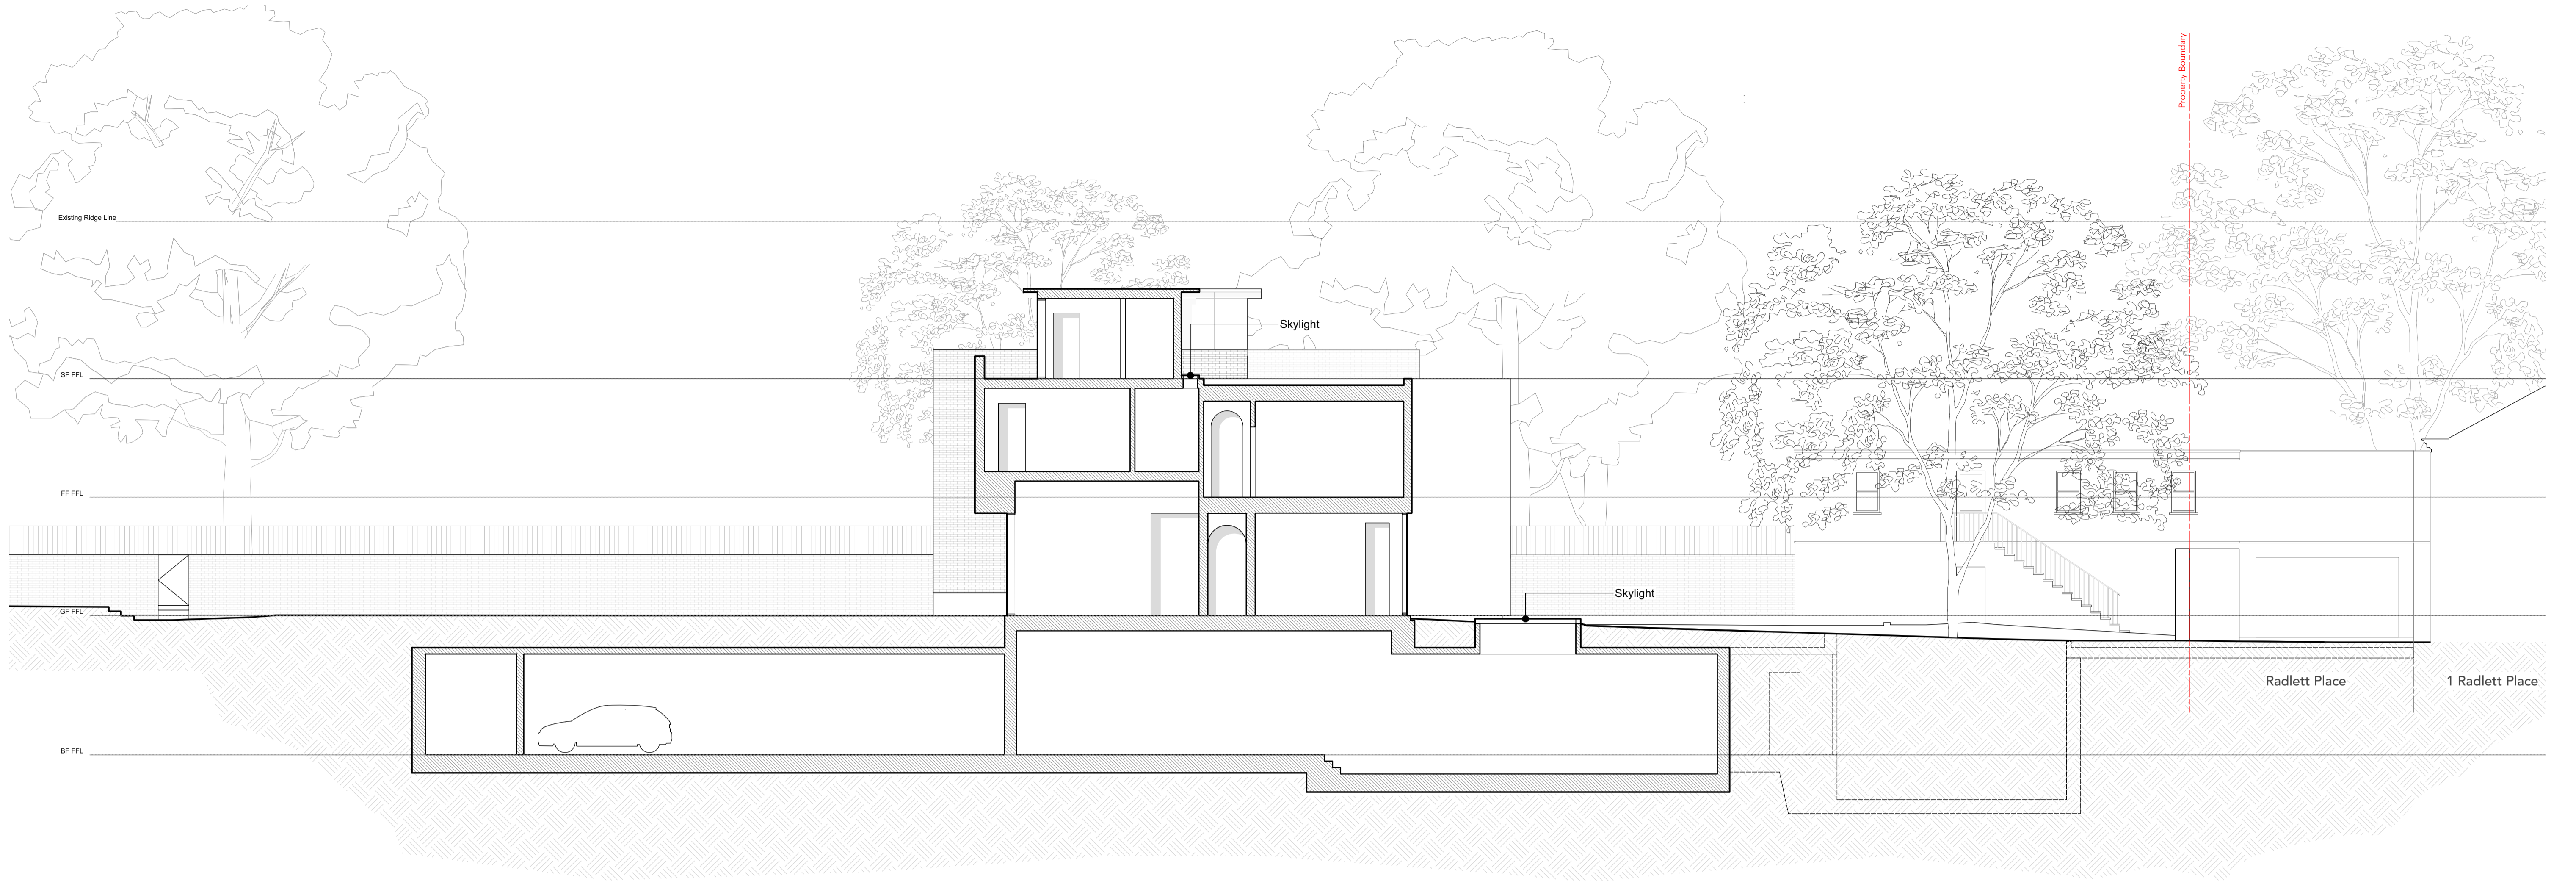 Property Boundary
Existing Ridge Line
Skylight
SF FFL
FF FFL
Skylight
GF FFL
Radlett Place
1 Radlett Place
BF FFL